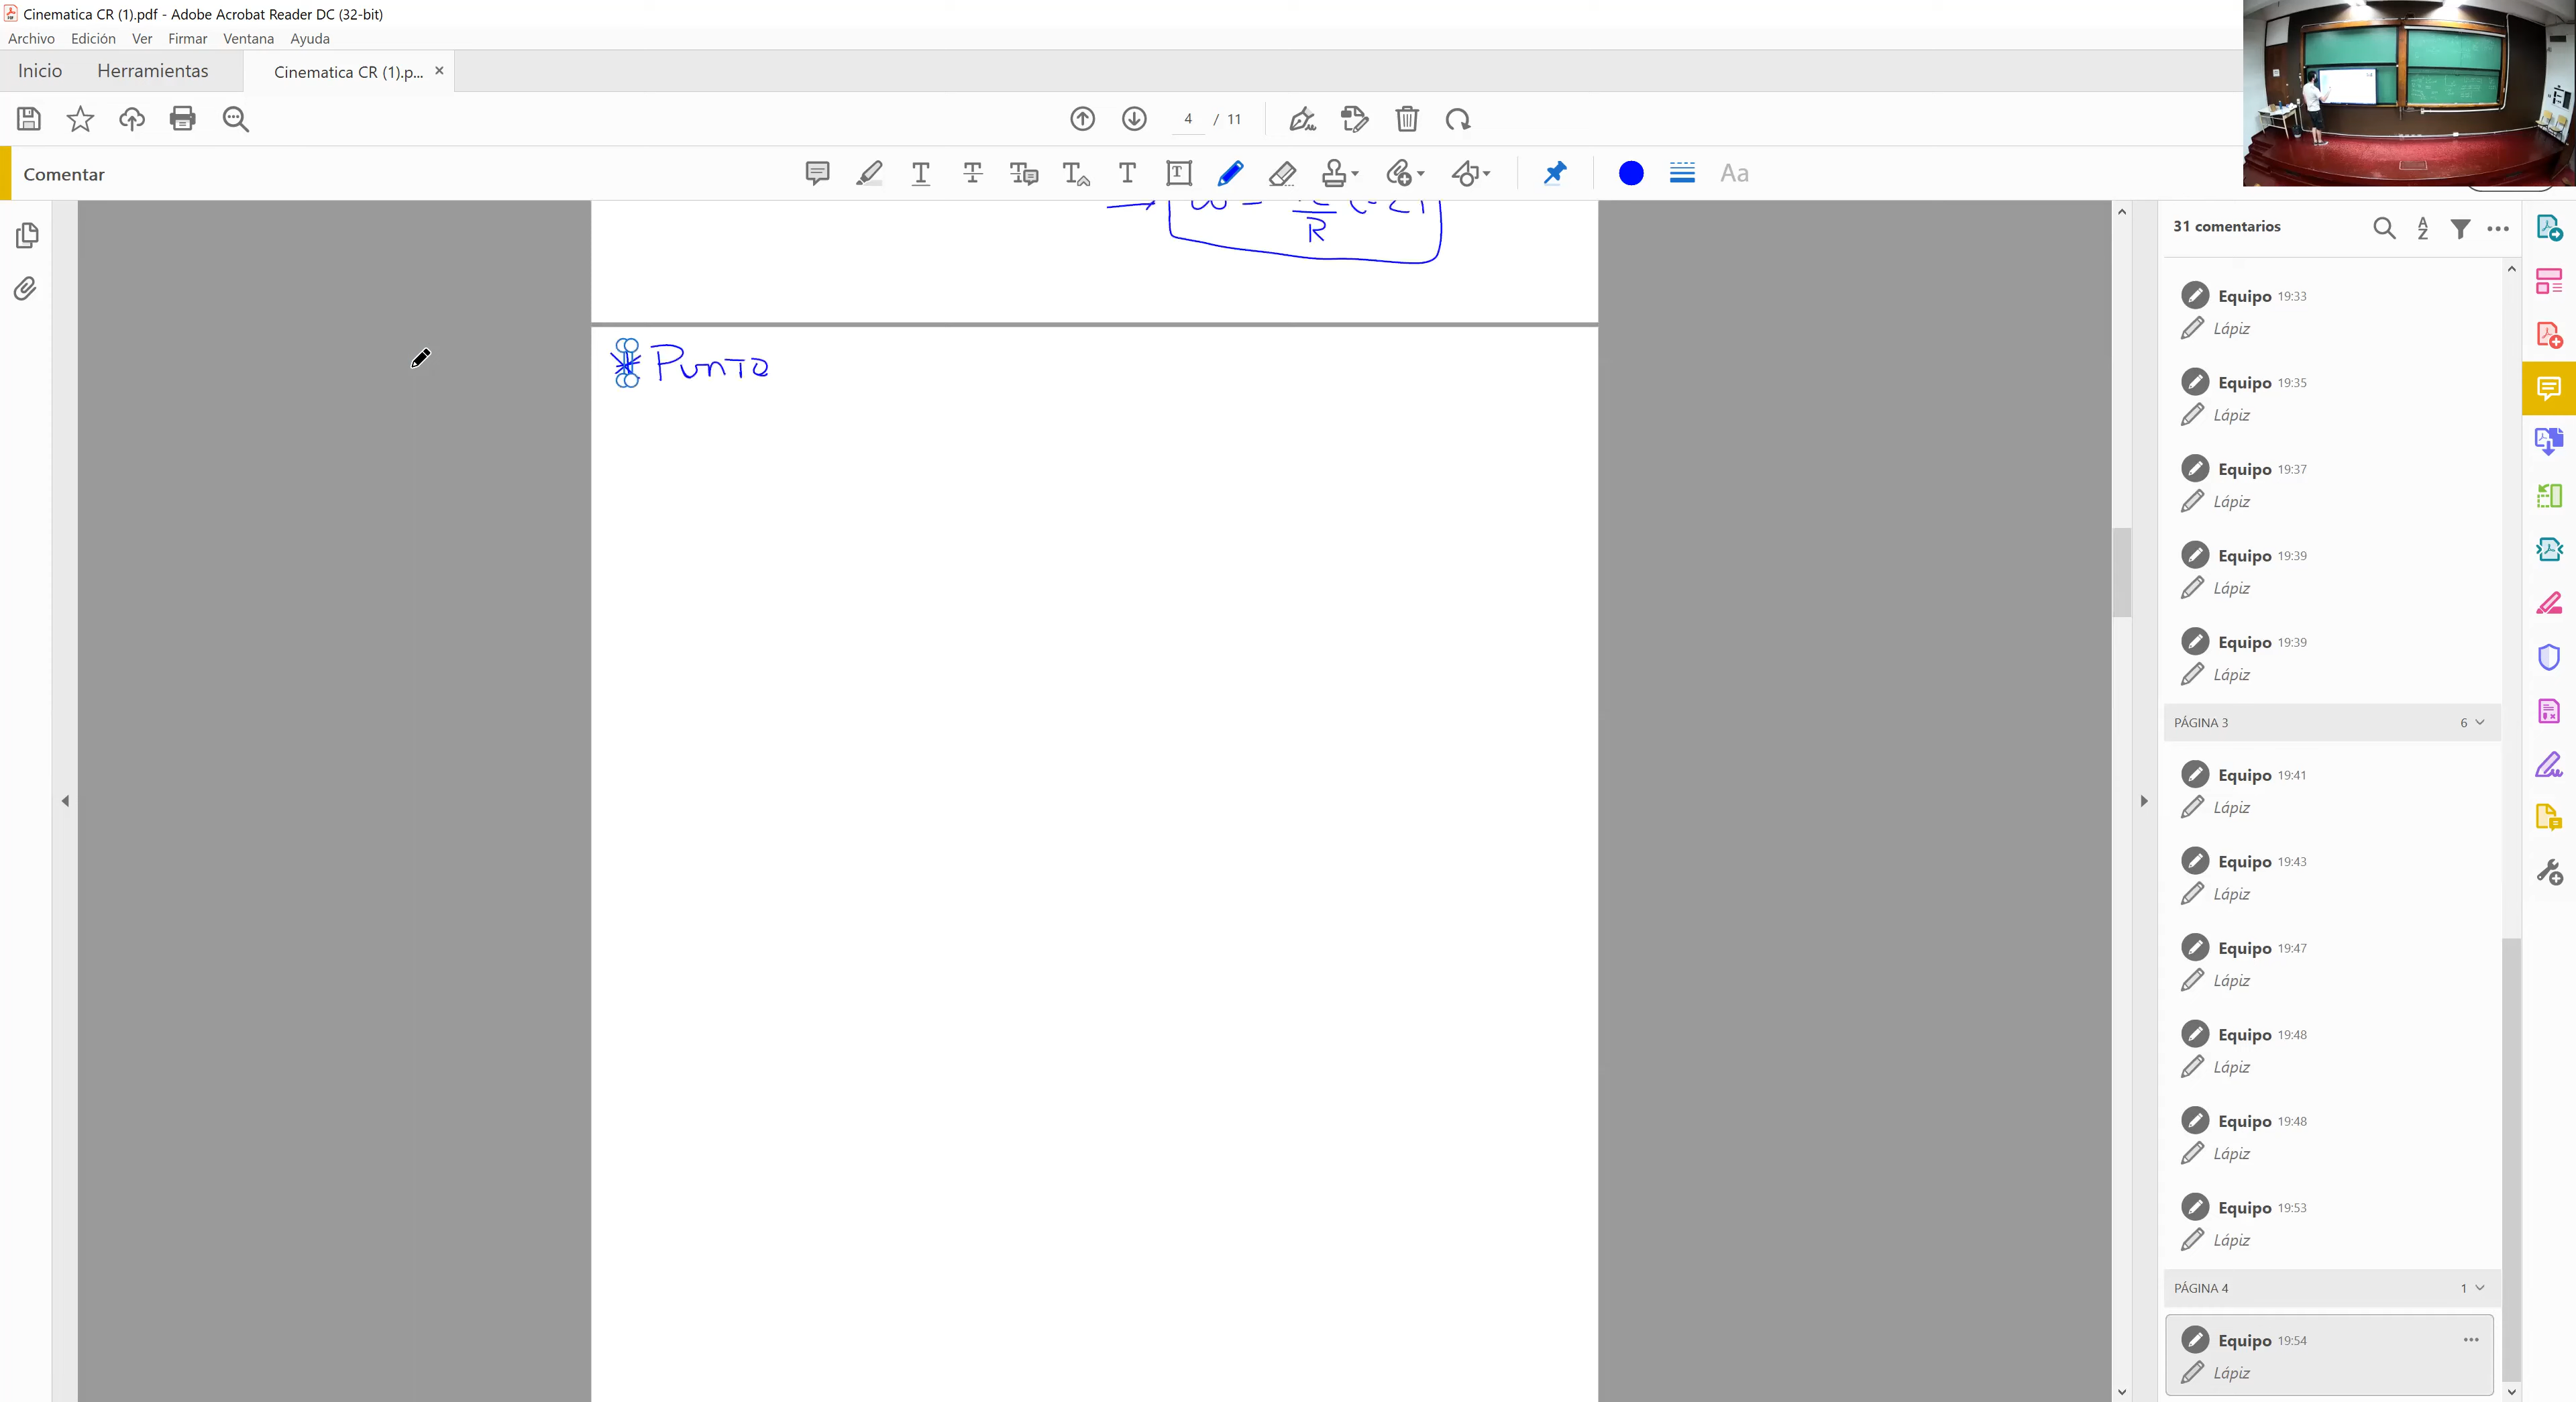 Cinematica CR (1).pdf - Adobe Acrobat Reader DC (32-bit)
Archivo Edición Ver Firmar Ventana Ayuda
Inicio Herramientas Cinematica CR (1).p... ×
4 / 11
Comentar
Aa
R
* Punto
31 comentarios
Equipo 19:33
Lápiz
Equipo 19:35
Lápiz
Equipo 19:37
Lápiz
Equipo 19:39
Lápiz
Equipo 19:39
Lápiz
PÁGINA 3 6
Equipo 19:41
Lápiz
Equipo 19:43
Lápiz
Equipo 19:47
Lápiz
Equipo 19:48
Lápiz
Equipo 19:48
Lápiz
Equipo 19:53
Lápiz
PÁGINA 4 1
Equipo 19:54
Lápiz